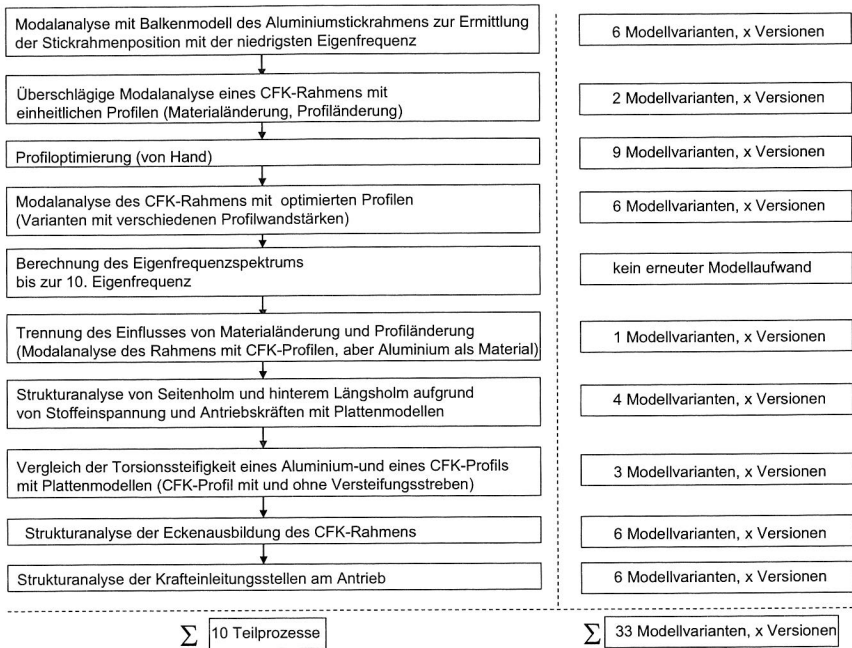 Modalanalyse mit Balkenmodell des Aluminiumstickrahmens zur Ermittlung
der Stickrahmenposition mit der niedrigsten Eigenfrequenz
6 Modellvarianten, x Versionen
Überschlägige Modalanalyse eines CFK-Rahmens mit
einheitlichen Profilen (Materialänderung, Profiländerung)
2 Modellvarianten, x Versionen
Profiloptimierung (von Hand)
9 Modellvarianten, x Versionen
Modalanalyse des CFK-Rahmens mit optimierten Profilen
(Varianten mit verschiedenen Profilwandstärken)
6 Modellvarianten, x Versionen
Berechnung des Eigenfrequenzspektrums
bis zur 10. Eigenfrequenz
kein erneuter Modellaufwand
Trennung des Einflusses von Materialänderung und Profiländerung
(Modalanalyse des Rahmens mit CFK-Profilen, aber Aluminium als Material)
1 Modellvarianten, x Versionen
Strukturanalyse von Seitenholm und hinterem Längsholm aufgrund
von Stoffeinspannung und Antriebskräften mit Plattenmodellen
4 Modellvarianten, x Versionen
Vergleich der Torsionssteifigkeit eines Aluminium-und eines CFK-Profils
mit Plattenmodellen (CFK-Profil mit und ohne Versteifungsstreben)
3 Modellvarianten, x Versionen
Strukturanalyse der Eckenausbildung des CFK-Rahmens
6 Modellvarianten, x Versionen
Strukturanalyse der Krafteinleitungsstellen am Antrieb
6 Modellvarianten, x Versionen
∑ 10 Teilprozesse
∑ 33 Modellvarianten, x Versionen